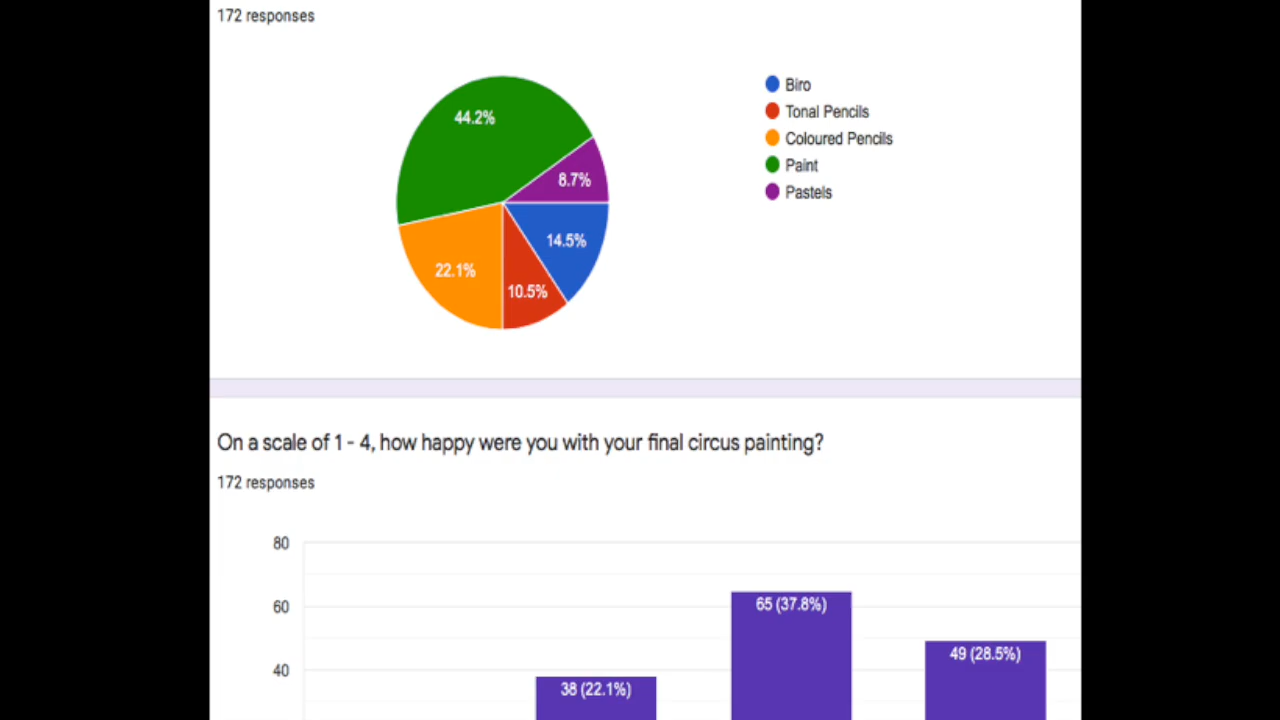 172 responses
44.2%
8.7%
14.5%
22.1%
10.5%
Biro
Tonal Pencils
Coloured Pencils
Paint
Pastels
On a scale of 1 - 4, how happy were you with your final circus painting?
172 responses
80
60
40
65 (37.8%)
49 (28.5%)
38 (22.1%)